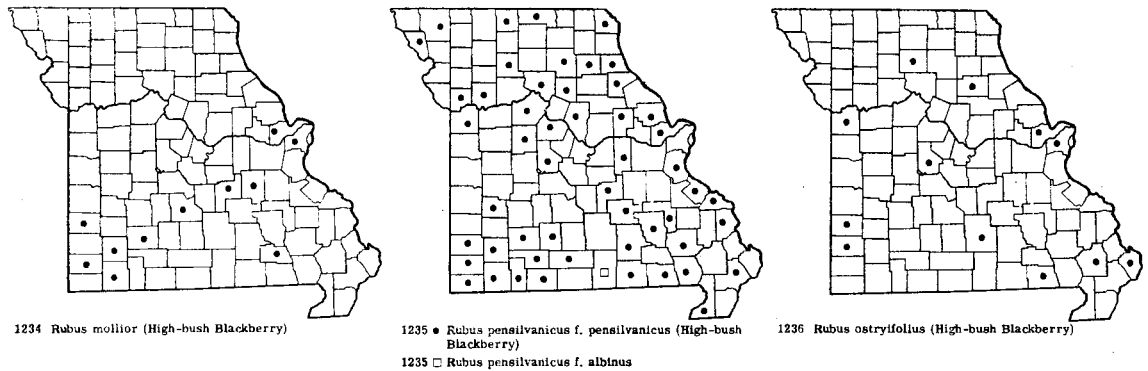 1234 Rubus mollior (High-bush Blackberry)
1235 ● Rubus pensilvanicus f. pensilvanicus (High-bush
Blackberry)
1235 □ Rubus pensilvanicus f. albinus
1236 Rubus ostryifolius (High-bush Blackberry)